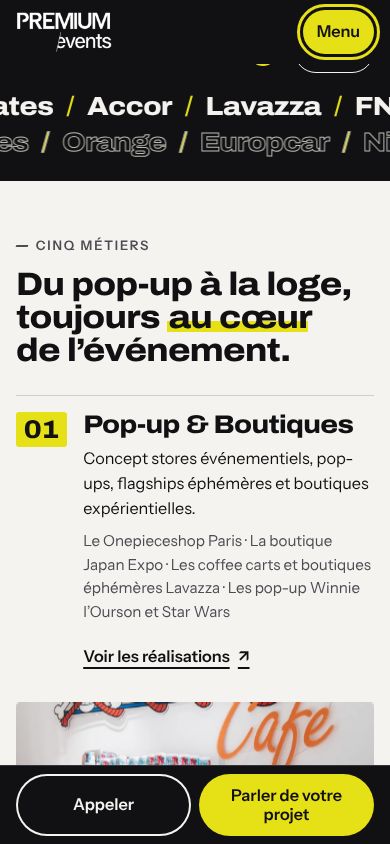 PREMIUM
events
Menu
/ Accor / Lavazza / FN
/ Orange / Europcar /
— CINQ MÉTIERS
Du pop-up à la loge,
toujours au cœur
de l’événement.
01
Pop-up & Boutiques
Concept stores événementiels, pop-
ups, flagships éphémères et boutiques
expérientielles.
Le Onepieceshop Paris · La boutique
Japan Expo · Les coffee carts et boutiques
éphémères Lavazza · Les pop-up Winnie
l’Ourson et Star Wars
Voir les réalisations ↗
Cafe
Appeler
Parler de votre
projet